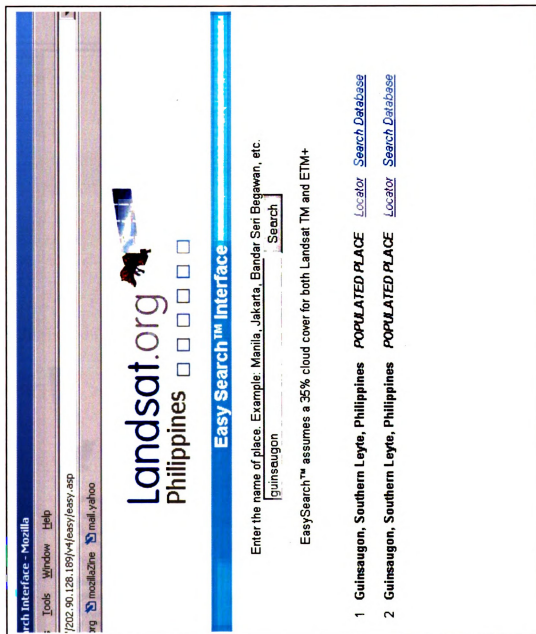 rch Interface - Mozilla
Tools Window Help
/202.90.128.189/v4/easy/easy.asp
org mozillaZine mail.yahoo
Landsat.org
Philippines
Easy Search™ Interface
Enter the name of place. Example: Manila, Jakarta, Bandar Seri Begawan, etc.
guinsaugon Search
EasySearch™ assumes a 35% cloud cover for both Landsat TM and ETM+
1 Guinsaugon, Southern Leyte, Philippines POPULATED PLACE Locator Search Database
2 Guinsaugon, Southern Leyte, Philippines POPULATED PLACE Locator Search Database